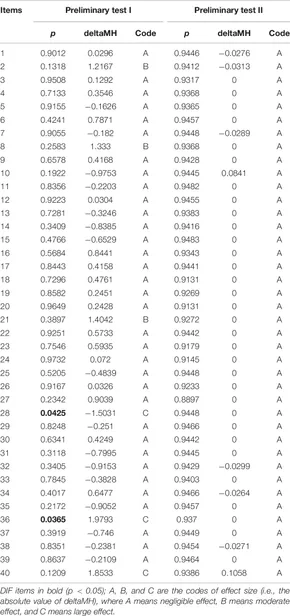 Items Preliminary test I Preliminary test II
p deltaMH Code p deltaMH Code
1 0.9012 0.0296 A 0.9446 −0.0276 A
2 0.1318 1.2167 B 0.9412 −0.0313 A
3 0.9508 0.1292 A 0.9317 0 A
4 0.7133 0.3546 A 0.9368 0 A
5 0.9155 −0.1626 A 0.9365 0 A
6 0.4241 0.7871 A 0.9457 0 A
7 0.9055 −0.182 A 0.9448 −0.0289 A
8 0.2583 1.333 B 0.9368 0 A
9 0.6578 0.4168 A 0.9428 0 A
10 0.1922 −0.9753 A 0.9445 0.0841 A
11 0.8356 −0.2203 A 0.9482 0 A
12 0.9223 0.0304 A 0.9455 0 A
13 0.7281 −0.3246 A 0.9383 0 A
14 0.3409 −0.8385 A 0.9416 0 A
15 0.4766 −0.6529 A 0.9483 0 A
16 0.5684 0.8441 A 0.9343 0 A
17 0.8443 0.4158 A 0.9441 0 A
18 0.7296 0.4761 A 0.9131 0 A
19 0.8582 0.2451 A 0.9269 0 A
20 0.9649 0.2428 A 0.9131 0 A
21 0.3897 1.4042 B 0.9272 0 A
22 0.9251 0.5733 A 0.9442 0 A
23 0.7546 0.5935 A 0.9179 0 A
24 0.9732 0.072 A 0.9145 0 A
25 0.5205 −0.4839 A 0.9448 0 A
26 0.9167 0.0326 A 0.9233 0 A
27 0.2342 0.9039 A 0.8897 0 A
28 0.0425 −1.5031 C 0.9448 0 A
29 0.8248 −0.251 A 0.9466 0 A
30 0.6341 0.4249 A 0.9442 0 A
31 0.3118 −0.7995 A 0.9445 0 A
32 0.3405 −0.9153 A 0.9429 −0.0299 A
33 0.7845 −0.3828 A 0.9403 0 A
34 0.4017 0.6477 A 0.9466 −0.0264 A
35 0.2172 −0.9052 A 0.9457 0 A
36 0.0365 1.9793 C 0.937 0 A
37 0.3919 −0.746 A 0.9449 0 A
38 0.8351 −0.2381 A 0.9454 −0.0271 A
39 0.8637 −0.2109 A 0.9464 0 A
40 0.1209 1.8533 C 0.9386 0.1058 A
DIF items in bold (p < 0.05); A, B, and C are the codes of effect size (i.e., the
absolute value of deltaMH), where A means negligible effect, B means moderate
effect, and C means large effect.